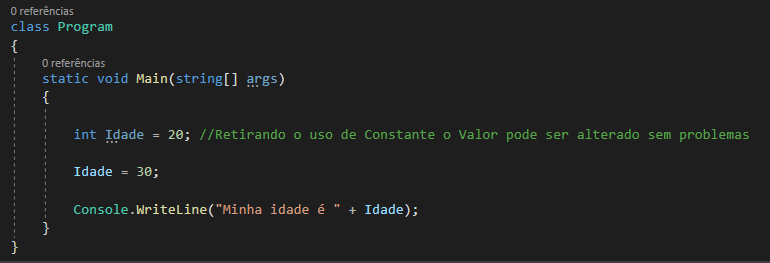 0 referências
class Program
{
0 referências
static void Main(string[] args)
{
int Idade = 20; //Retirando o uso de Constante o Valor pode ser alterado sem problemas
Idade = 30;
Console.WriteLine("Minha idade é " + Idade);
}
}